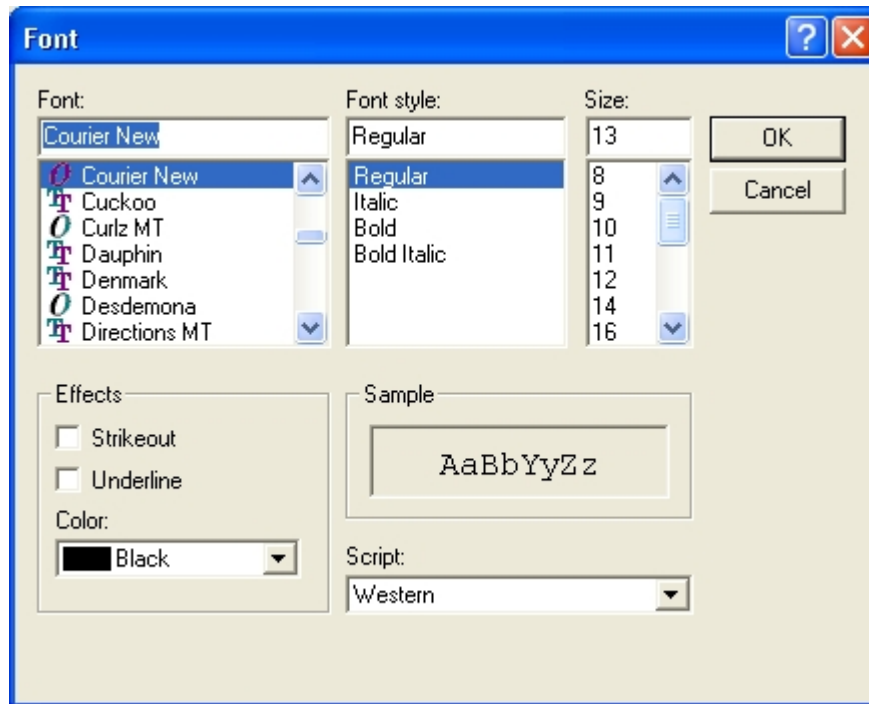 Font
Font:
Font style:
Size:
Courier New
Regular
13
OK
Cancel
Courier New
Cuckoo
Curlz MT
Dauphin
Denmark
Desdemona
Directions MT
Regular
Italic
Bold
Bold Italic
8
9
10
11
12
14
16
Effects
Strikeout
Underline
Color:
Black
Sample
AaBbYyZz
Script:
Western